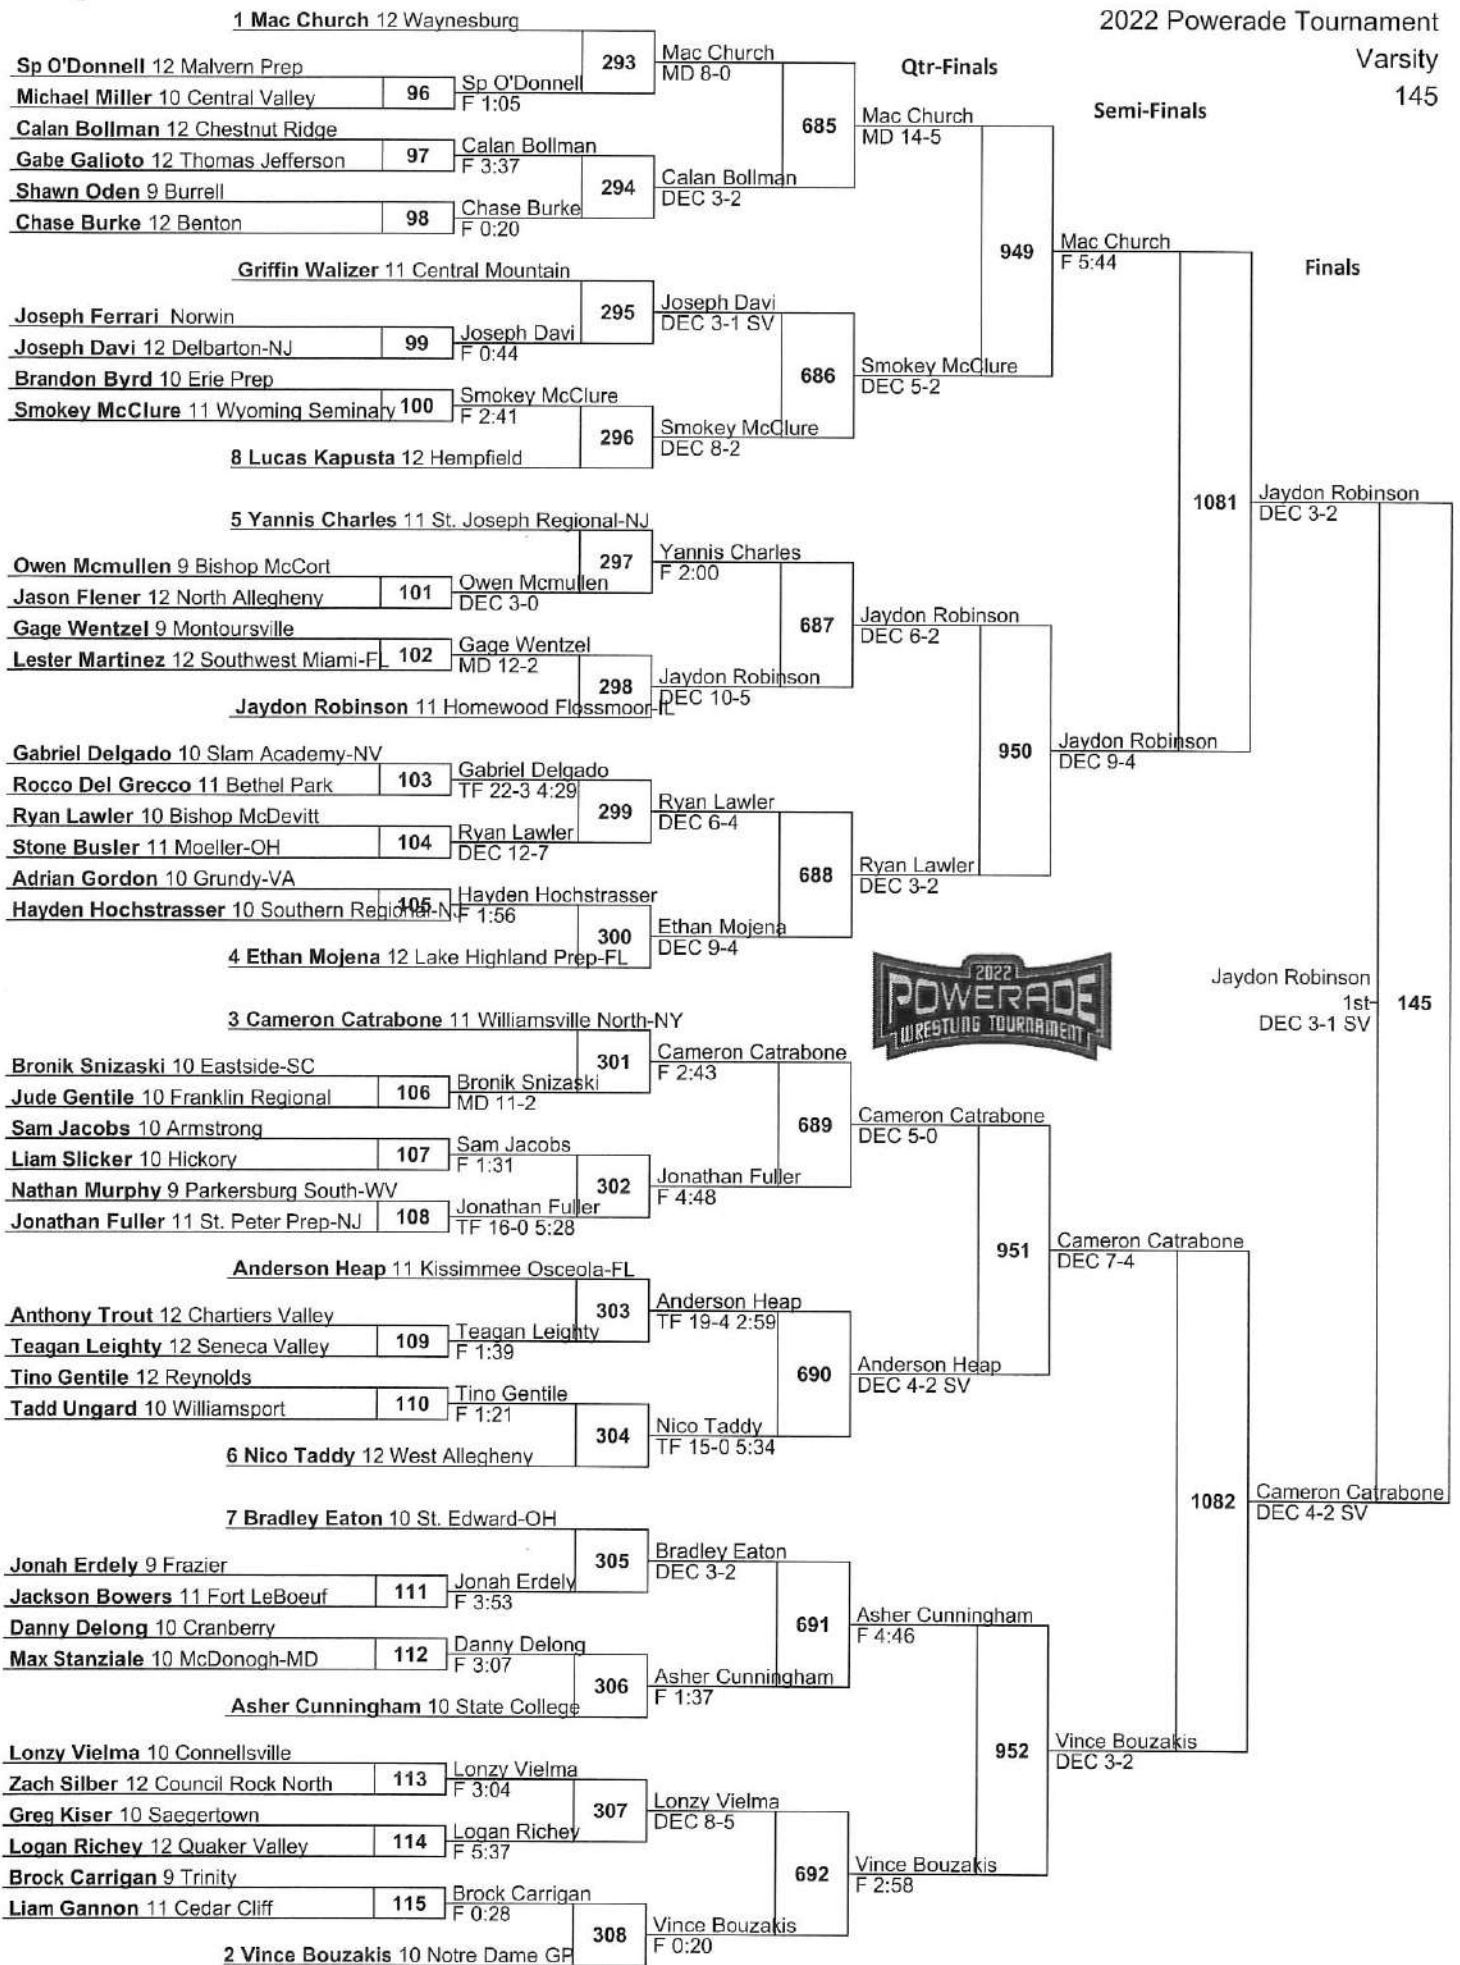 2022 Powerade Tournament
Varsity
145
Qtr-Finals
Semi-Finals
Finals
1 Mac Church 12 Waynesburg
293
Mac Church
MD 8-0
Sp O'Donnell 12 Malvern Prep
Michael Miller 10 Central Valley
96
Sp O'Donnell
F 1:05
685
Mac Church
MD 14-5
Calan Bollman 12 Chestnut Ridge
Gabe Galioto 12 Thomas Jefferson
97
Calan Bollman
F 3:37
294
Calan Bollman
DEC 3-2
Shawn Oden 9 Burrell
Chase Burke 12 Benton
98
Chase Burke
F 0:20
949
Mac Church
F 5:44
Griffin Walizer 11 Central Mountain
295
Joseph Davi
DEC 3-1 SV
Joseph Ferrari Norwin
Joseph Davi 12 Delbarton-NJ
99
Joseph Davi
F 0:44
686
Smokey McClure
DEC 5-2
Brandon Byrd 10 Erie Prep
Smokey McClure 11 Wyoming Seminary
100
Smokey McClure
F 2:41
296
Smokey McClure
DEC 8-2
8 Lucas Kapusta 12 Hempfield
1081
Jaydon Robinson
DEC 3-2
5 Yannis Charles 11 St. Joseph Regional-NJ
297
Yannis Charles
F 2:00
Owen Mcmullen 9 Bishop McCort
Jason Flener 12 North Allegheny
101
Owen Mcmullen
DEC 3-0
687
Jaydon Robinson
DEC 6-2
Gage Wentzel 9 Montoursville
Lester Martinez 12 Southwest Miami-FL
102
Gage Wentzel
MD 12-2
298
Jaydon Robinson
DEC 10-5
Jaydon Robinson 11 Homewood Flossmoor-IL
950
Jaydon Robinson
DEC 9-4
Gabriel Delgado 10 Slam Academy-NV
Rocco Del Grecco 11 Bethel Park
103
Gabriel Delgado
TF 22-3 4:29
299
Ryan Lawler
DEC 6-4
Ryan Lawler 10 Bishop McDevitt
Stone Busler 11 Moeller-OH
104
Ryan Lawler
DEC 12-7
688
Ryan Lawler
DEC 3-2
Adrian Gordon 10 Grundy-VA
Hayden Hochstrasser 10 Southern Regional-NJ
105
Hayden Hochstrasser
F 1:56
300
Ethan Mojena
DEC 9-4
4 Ethan Mojena 12 Lake Highland Prep-FL
2022
POWERADE
WRESTLING TOURNAMENT
Jaydon Robinson
1st
DEC 3-1 SV
145
3 Cameron Catrabone 11 Williamsville North-NY
301
Cameron Catrabone
F 2:43
Bronik Snizaski 10 Eastside-SC
Jude Gentile 10 Franklin Regional
106
Bronik Snizaski
MD 11-2
689
Cameron Catrabone
DEC 5-0
Sam Jacobs 10 Armstrong
Liam Slicker 10 Hickory
107
Sam Jacobs
F 1:31
302
Jonathan Fuller
F 4:48
Nathan Murphy 9 Parkersburg South-WV
Jonathan Fuller 11 St. Peter Prep-NJ
108
Jonathan Fuller
TF 16-0 5:28
951
Cameron Catrabone
DEC 7-4
Anderson Heap 11 Kissimmee Osceola-FL
303
Anderson Heap
TF 19-4 2:59
Anthony Trout 12 Chartiers Valley
Teagan Leighty 12 Seneca Valley
109
Teagan Leighty
F 1:39
690
Anderson Heap
DEC 4-2 SV
Tino Gentile 12 Reynolds
Tadd Ungard 10 Williamsport
110
Tino Gentile
F 1:21
304
Nico Taddy
TF 15-0 5:34
6 Nico Taddy 12 West Allegheny
1082
Cameron Catrabone
DEC 4-2 SV
7 Bradley Eaton 10 St. Edward-OH
305
Bradley Eaton
DEC 3-2
Jonah Erdely 9 Frazier
Jackson Bowers 11 Fort LeBoeuf
111
Jonah Erdely
F 3:53
691
Asher Cunningham
F 4:46
Danny Delong 10 Cranberry
Max Stanziale 10 McDonogh-MD
112
Danny Delong
F 3:07
306
Asher Cunningham
F 1:37
Asher Cunningham 10 State College
952
Vince Bouzakis
DEC 3-2
Lonzy Vielma 10 Connellsville
Zach Silber 12 Council Rock North
113
Lonzy Vielma
F 3:04
307
Lonzy Vielma
DEC 8-5
Greg Kiser 10 Saegertown
Logan Richey 12 Quaker Valley
114
Logan Richey
F 5:37
692
Vince Bouzakis
F 2:58
Brock Carrigan 9 Trinity
Liam Gannon 11 Cedar Cliff
115
Brock Carrigan
F 0:28
308
Vince Bouzakis
F 0:20
2 Vince Bouzakis 10 Notre Dame GP